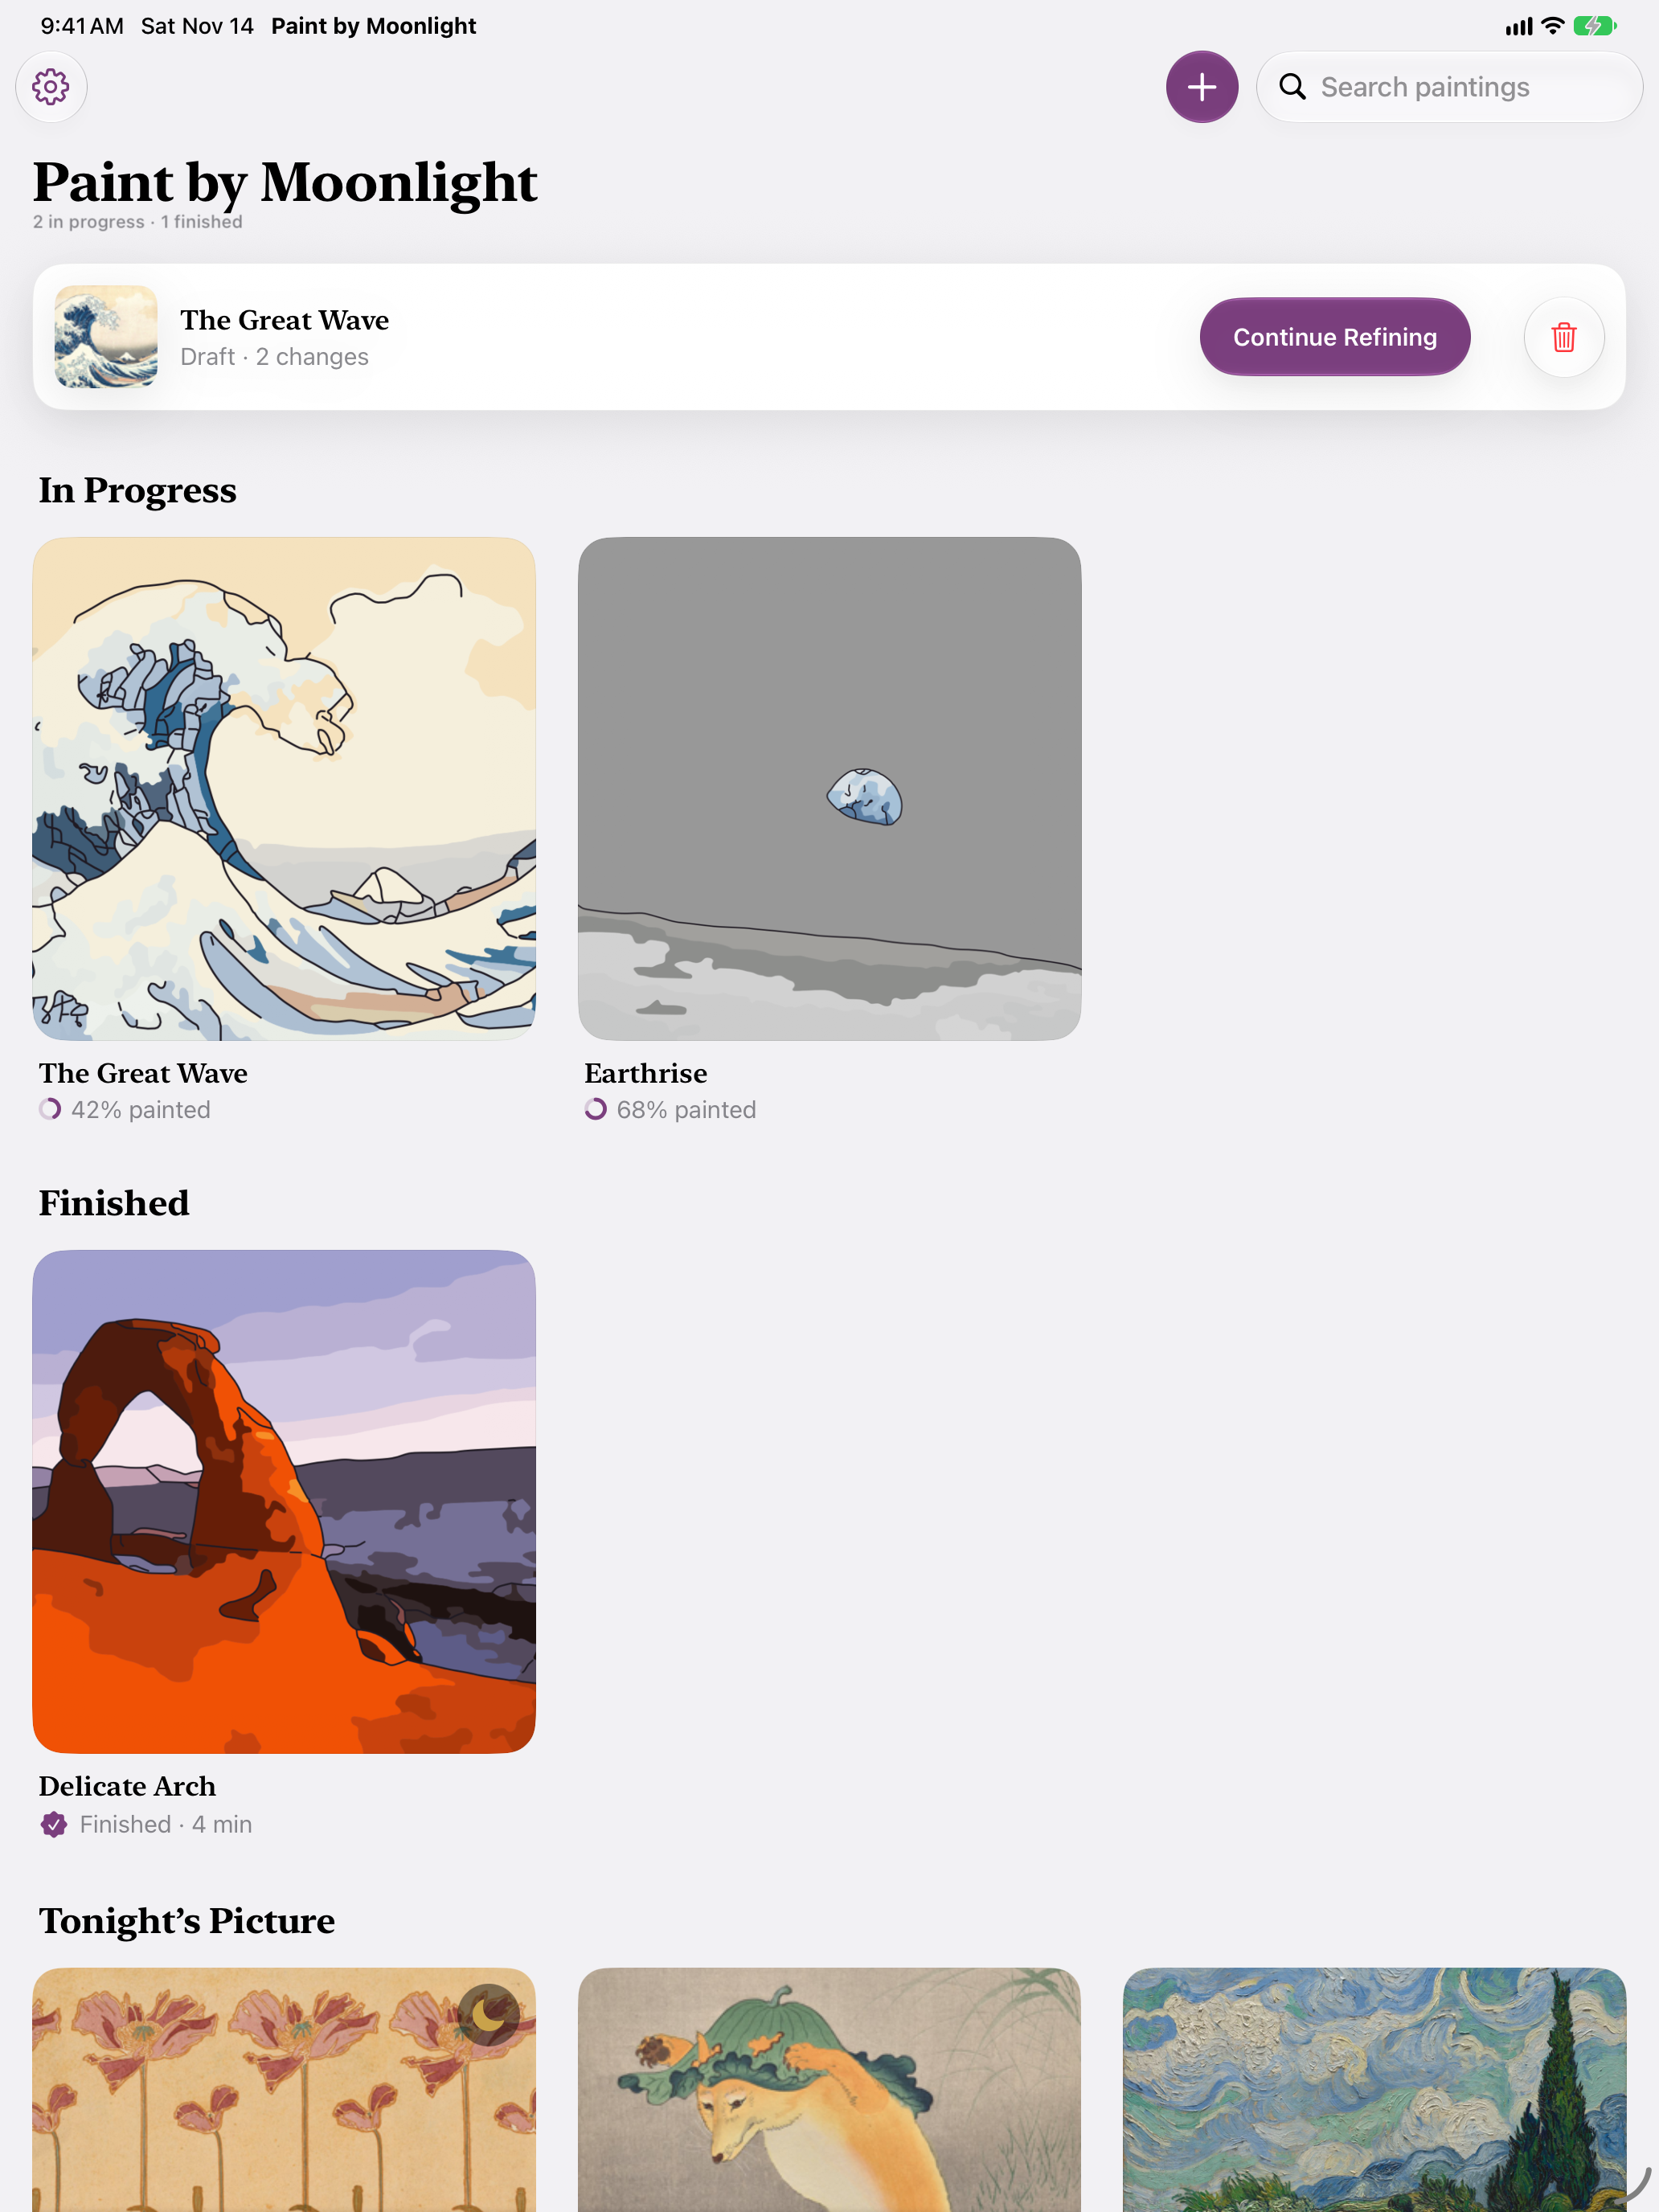 9:41 AM Sat Nov 14 Paint by Moonlight
Search paintings
Paint by Moonlight
2 in progress · 1 finished
The Great Wave
Draft · 2 changes
Continue Refining
In Progress
The Great Wave
42% painted
Earthrise
68% painted
Finished
Delicate Arch
Finished · 4 min
Tonight’s Picture